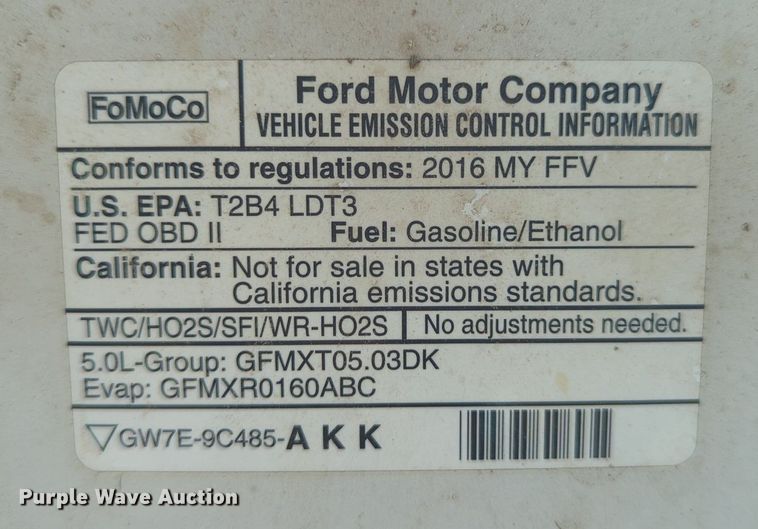 FoMoCo
Ford Motor Company
VEHICLE EMISSION CONTROL INFORMATION
Conforms to regulations: 2016 MY FFV
U.S. EPA: T2B4 LDT3
FED OBD II Fuel: Gasoline/Ethanol
California: Not for sale in states with
California emissions standards.
TWC/HO2S/SFI/WR-HO2S No adjustments needed.
5.0L-Group: GFMXT05.03DK
Evap: GFMXR0160ABC
GW7E-9C485-AKK
Purple Wave Auction